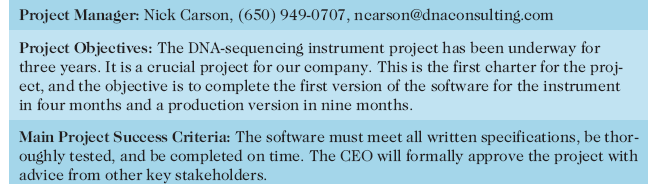 Project Manager: Nick Carson, (650) 949-0707, ncarson@dnaconsulting.com
Project Objectives: The DNA-sequencing instrument project has been underway for
three years. It is a crucial project for our company. This is the first charter for the proj-
ect, and the objective is to complete the first version of the software for the instrument
in four months and a production version in nine months.
Main Project Success Criteria: The software must meet all written specifications, be thor-
oughly tested, and be completed on time. The CEO will formally approve the project with
advice from other key stakeholders.